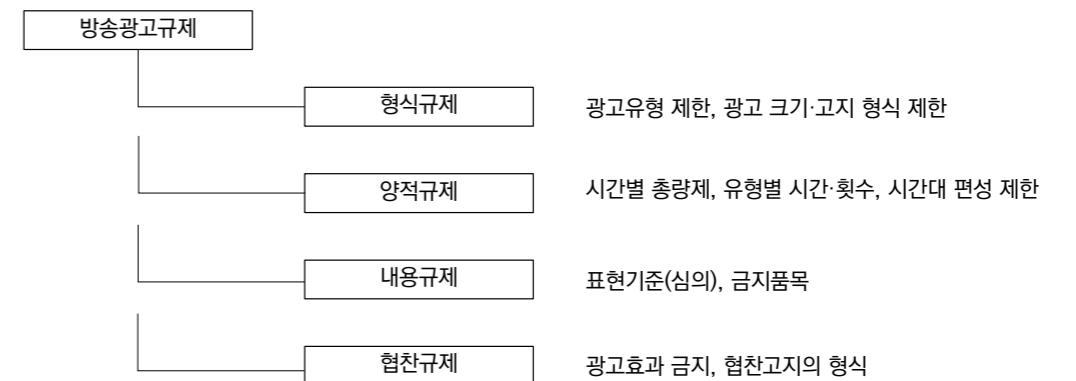 방송광고규제
형식규제 광고유형 제한, 광고 크기·고지 형식 제한
양적규제 시간별 총량제, 유형별 시간·횟수, 시간대 편성 제한
내용규제 표현기준(심의), 금지품목
협찬규제 광고효과 금지, 협찬고지의 형식